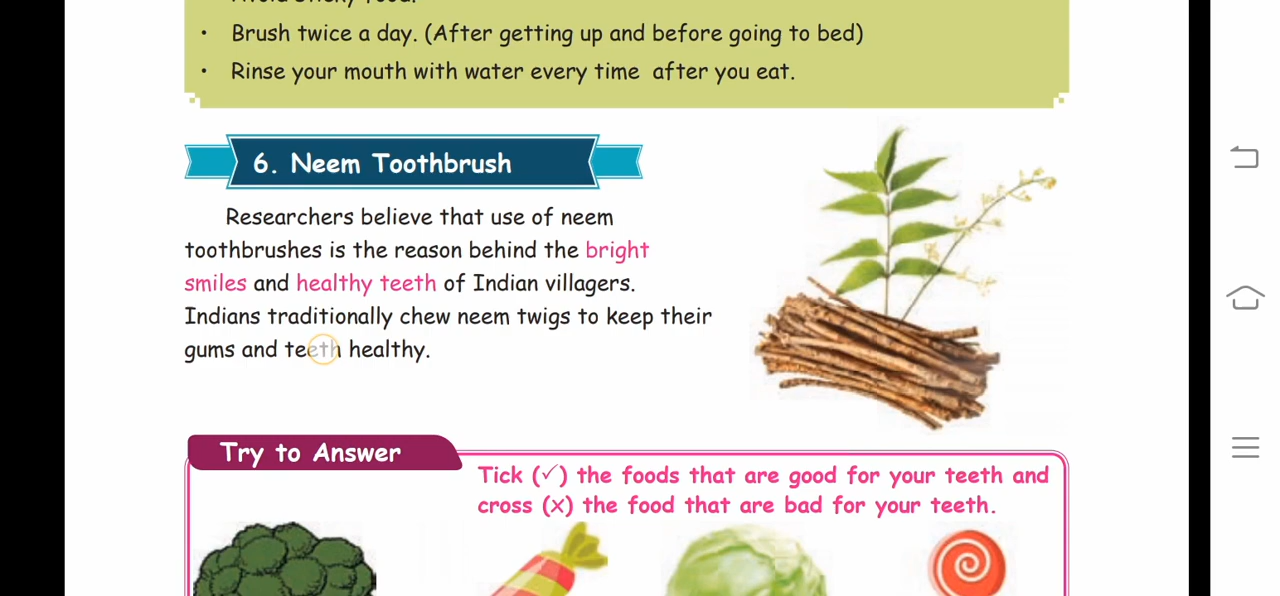 • Brush twice a day. (After getting up and before going to bed)
• Rinse your mouth with water every time after you eat.
6. Neem Toothbrush
Researchers believe that use of neem
toothbrushes is the reason behind the bright
smiles and healthy teeth of Indian villagers.
Indians traditionally chew neem twigs to keep their
gums and teeth healthy.
Try to Answer
Tick (✓) the foods that are good for your teeth and
cross (x) the food that are bad for your teeth.